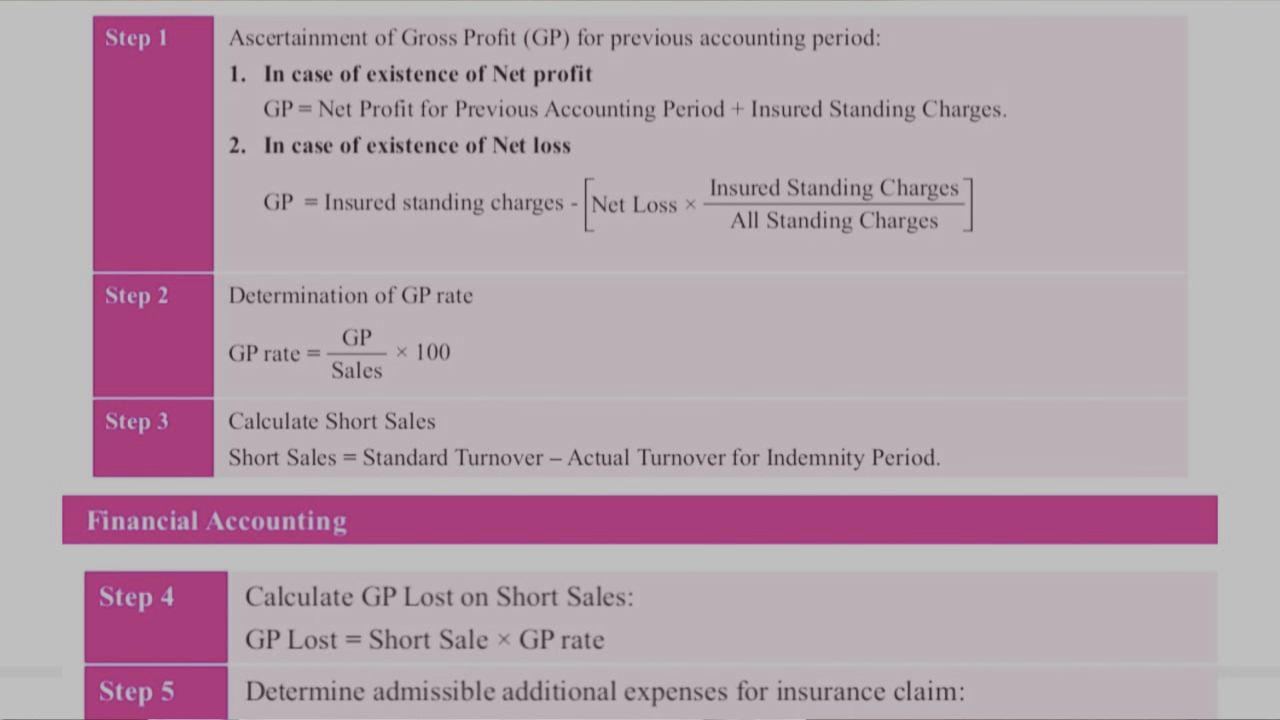 Step 1
Ascertainment of Gross Profit (GP) for previous accounting period:
1. In case of existence of Net profit
GP = Net Profit for Previous Accounting Period + Insured Standing Charges.
2. In case of existence of Net loss
GP = Insured standing charges - [Net Loss × Insured Standing Charges / All Standing Charges]
Step 2
Determination of GP rate
GP rate = GP / Sales × 100
Step 3
Calculate Short Sales
Short Sales = Standard Turnover – Actual Turnover for Indemnity Period.
Financial Accounting
Step 4
Calculate GP Lost on Short Sales:
GP Lost = Short Sale × GP rate
Step 5
Determine admissible additional expenses for insurance claim: